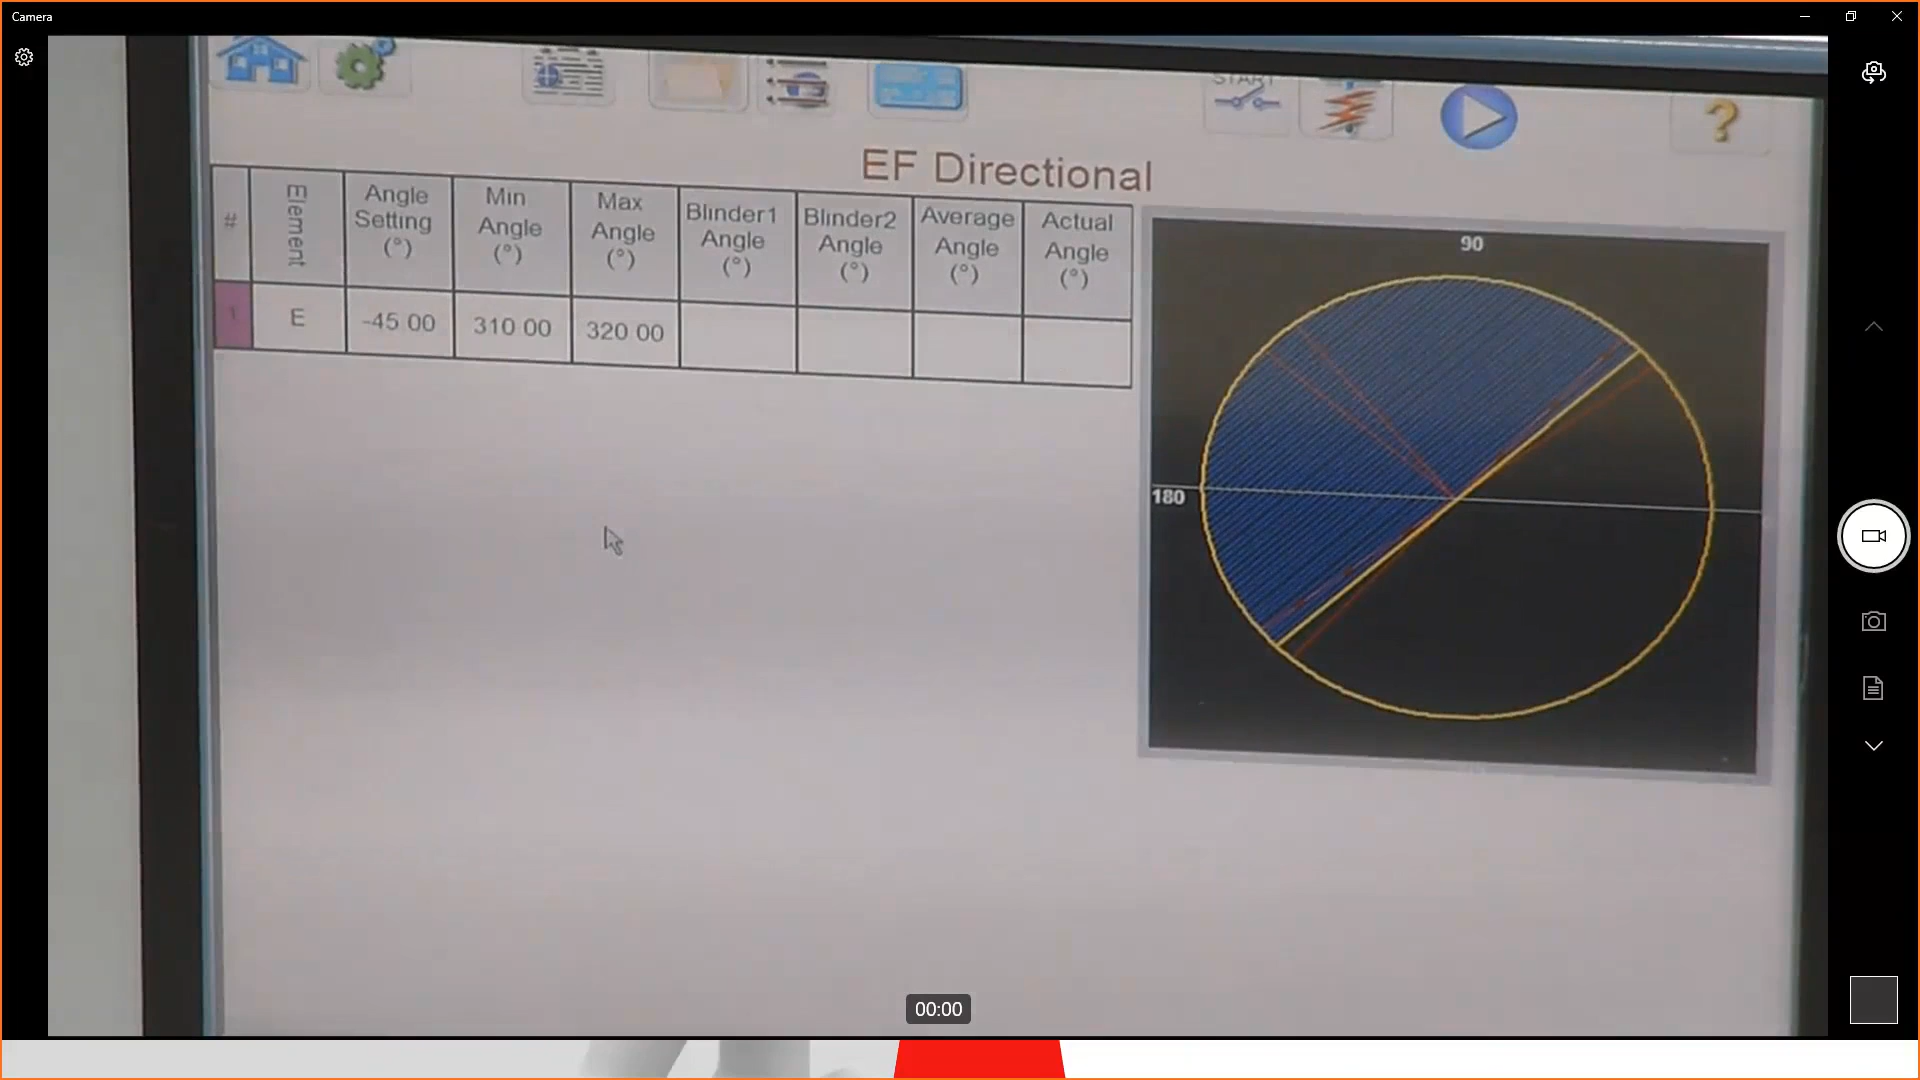 Camera
START
?
EF Directional
#
Element
Angle Setting (°)
Min Angle (°)
Max Angle (°)
Blinder1 Angle (°)
Blinder2 Angle (°)
Average Angle (°)
Actual Angle (°)
1
E
-45 00
310 00
320 00
90
180
00:00